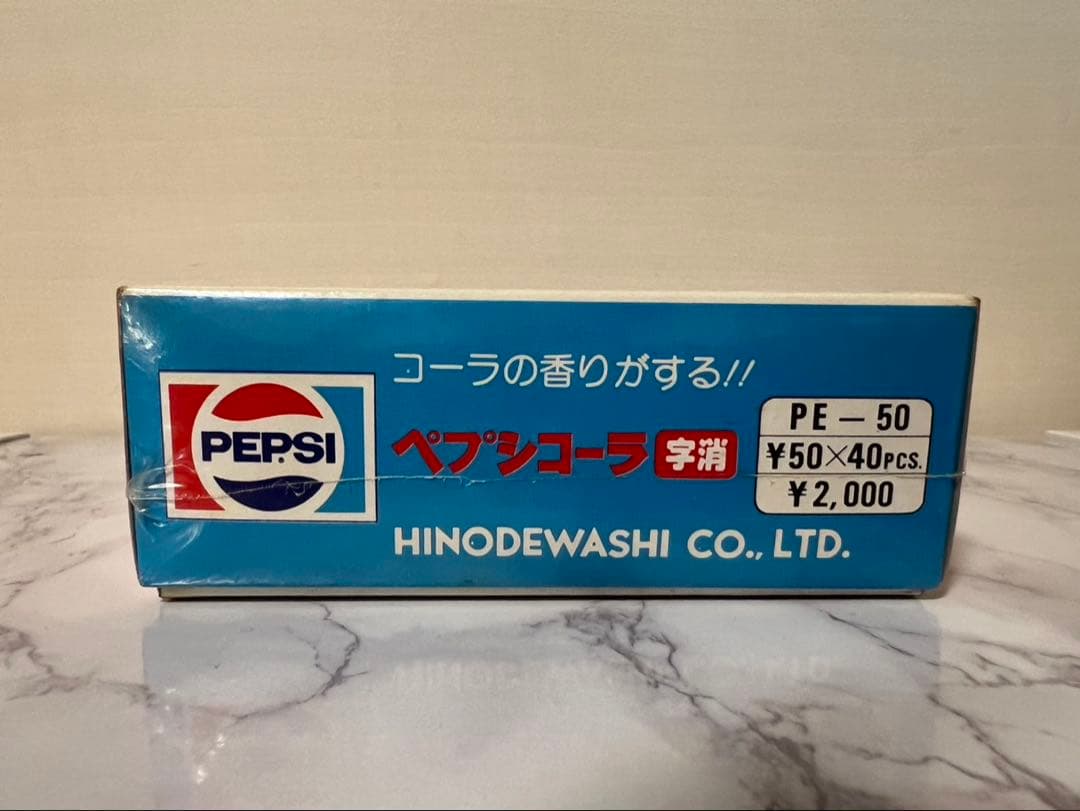 コーラの香りがする!!
PEPSI
ペプシコーラ 字消
HINODEWASHI CO., LTD.
PE — 50
¥50×40PCS.
¥2,000